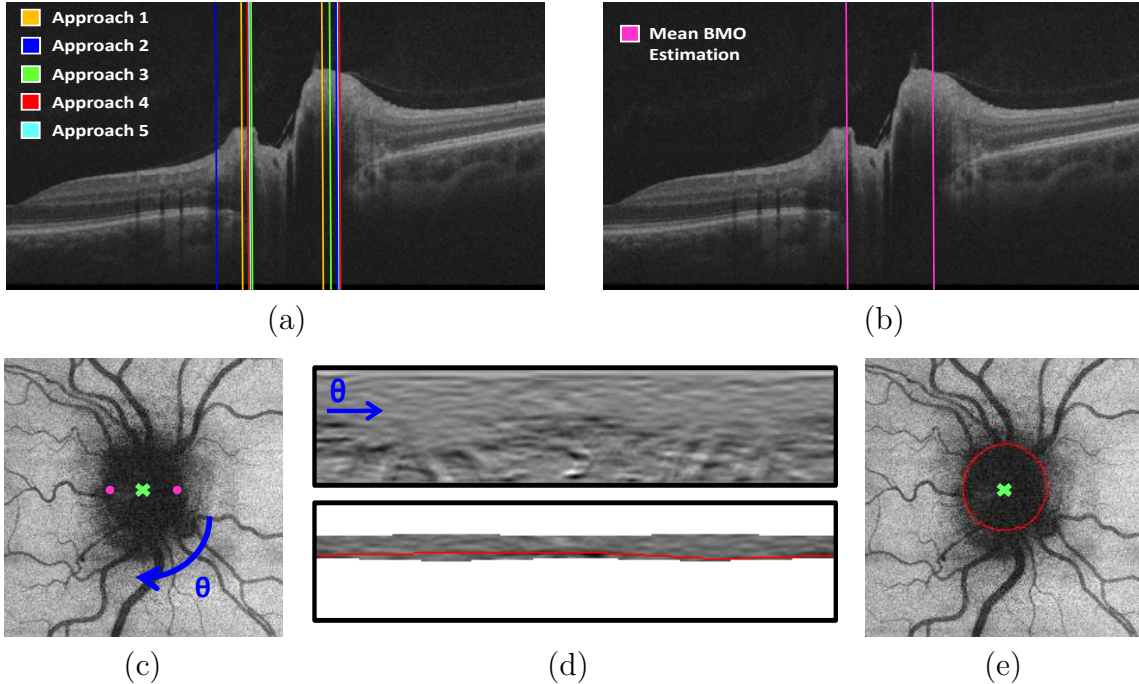 Approach 1
Approach 2
Approach 3
Approach 4
Approach 5
Mean BMO
Estimation
(a)
(b)
θ
θ
(c)
(d)
(e)